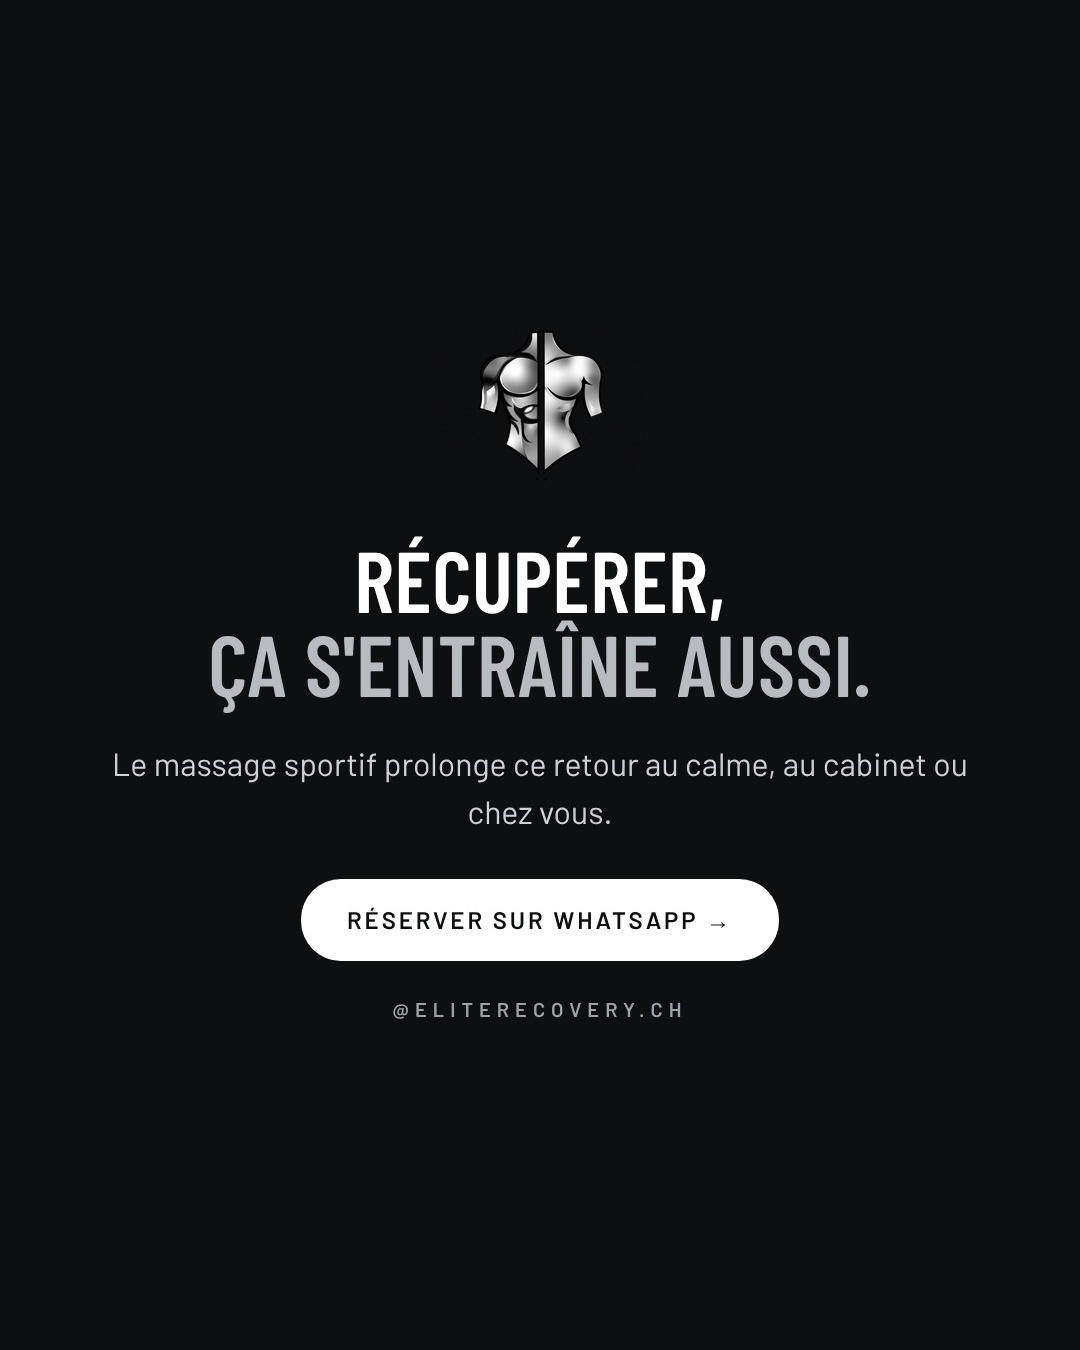 RÉCUPÉRER,
ÇA S'ENTRAÎNE AUSSI.
Le massage sportif prolonge ce retour au calme, au cabinet ou
chez vous.
RÉSERVER SUR WHATSAPP →
@ELITERECOVERY.CH